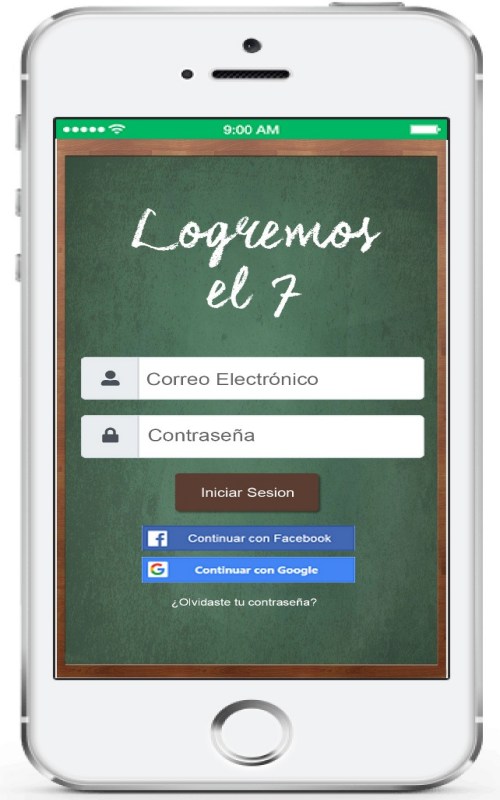 9:00 AM
Logremos
el 7
Correo Electrónico
Contraseña
Iniciar Sesion
Continuar con Facebook
Continuar con Google
¿Olvidaste tu contraseña?